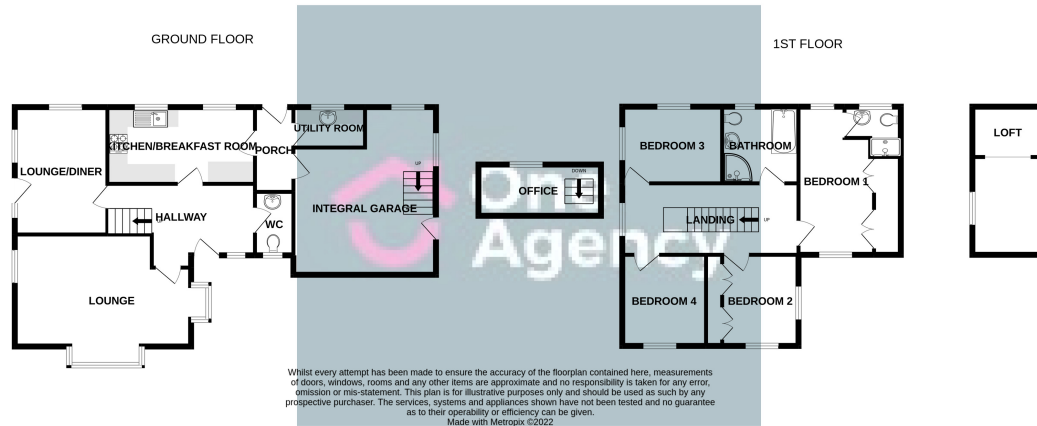 GROUND FLOOR
1ST FLOOR
UTILITY ROOM
KITCHEN/BREAKFAST ROOM
PORCH
LOUNGE/DINER
UP
HALLWAY
WC
INTEGRAL GARAGE
LOUNGE
DOWN
OFFICE
BEDROOM 3
BATHROOM
BEDROOM 1
LANDING
UP
BEDROOM 4
BEDROOM 2
LOFT
One
Agency
Whilst every attempt has been made to ensure the accuracy of the floorplan contained here, measurements
of doors, windows, rooms and any other items are approximate and no responsibility is taken for any error,
omission or mis-statement. This plan is for illustrative purposes only and should be used as such by any
prospective purchaser. The services, systems and appliances shown have not been tested and no guarantee
as to their operability or efficiency can be given.
Made with Metropix ©2022